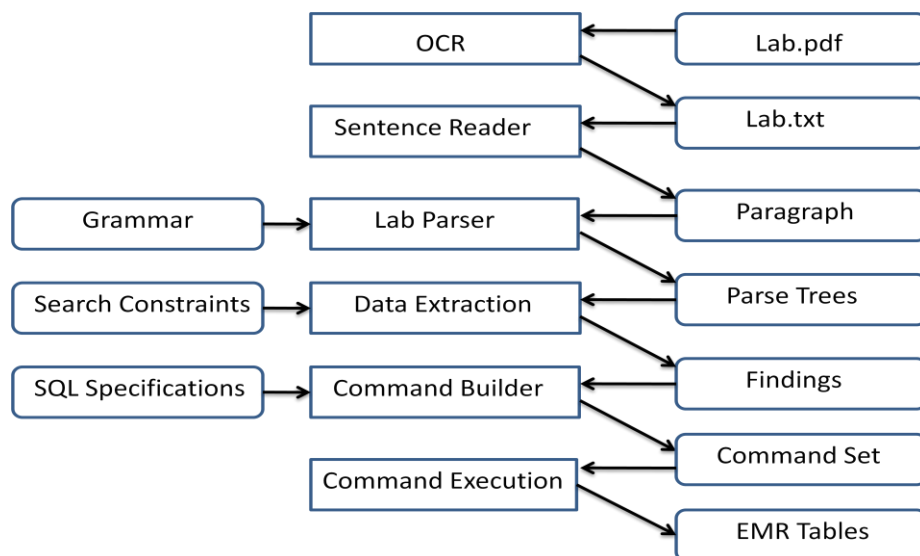 OCR
Lab.pdf
Sentence Reader
Lab.txt
Grammar
Lab Parser
Paragraph
Search Constraints
Data Extraction
Parse Trees
SQL Specifications
Command Builder
Findings
Command Execution
Command Set
EMR Tables